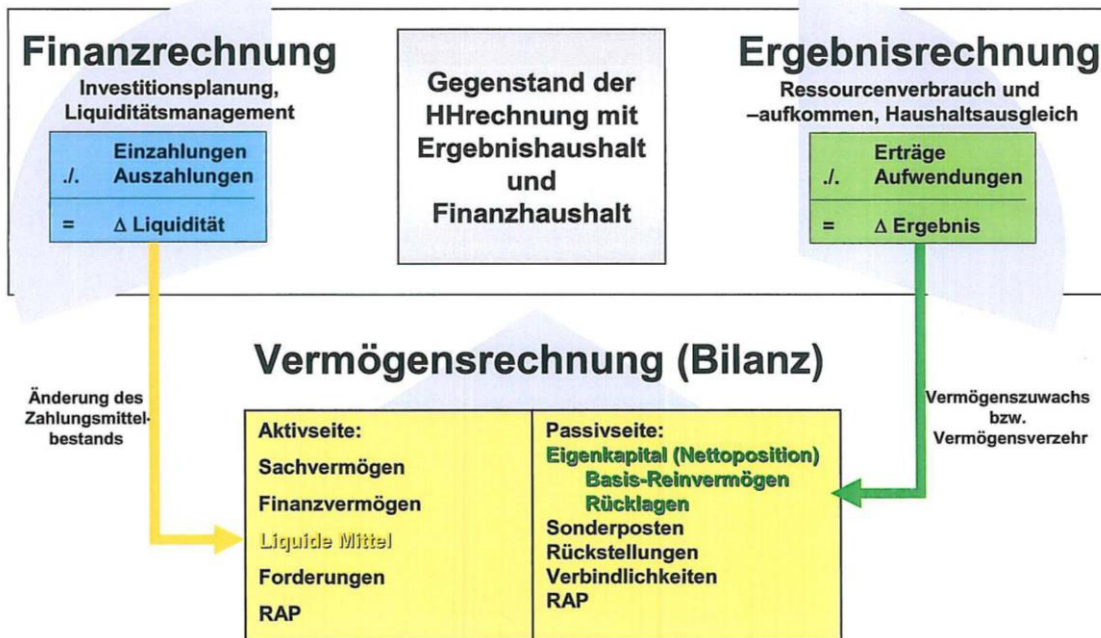 Finanzrechnung
Investitionsplanung,
Liquiditätsmanagement
Einzahlungen
./. Auszahlungen
= Δ Liquidität
Gegenstand der
HHrechnung mit
Ergebnishaushalt
und
Finanzhaushalt
Ergebnisrechnung
Ressourcenverbrauch und
–aufkommen, Haushaltsausgleich
Erträge
./. Aufwendungen
= Δ Ergebnis
Vermögensrechnung (Bilanz)
Änderung des
Zahlungsmittel-
bestands
Aktivseite:
Sachvermögen
Finanzvermögen
Liquide Mittel
Forderungen
RAP
Passivseite:
Eigenkapital (Nettoposition)
Basis-Reinvermögen
Rücklagen
Sonderposten
Rückstellungen
Verbindlichkeiten
RAP
Vermögenszuwachs
bzw.
Vermögensverzehr